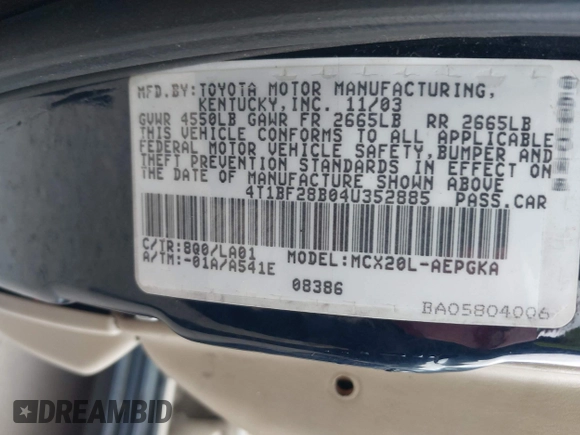 MFD.BY:TOYOTA MOTOR MANUFACTURING,
KENTUCKY,INC. 11/03
GVWR 4550LB GAWR FR 2665LB RR 2665LB
THIS VEHICLE CONFORMS TO ALL APPLICABLE
FEDERAL MOTOR VEHICLE SAFETY,BUMPER AND
THEFT PREVENTION STANDARDS IN EFFECT ON
THE DATE OF MANUFACTURE SHOWN ABOVE
4T1BF28B04U352885 PASS.CAR
C/TR:8Q0/LA01 MODEL:MCX20L-AEPGKA
A/TM:-01A/A541E
08386
BA05804006
DREAMBID